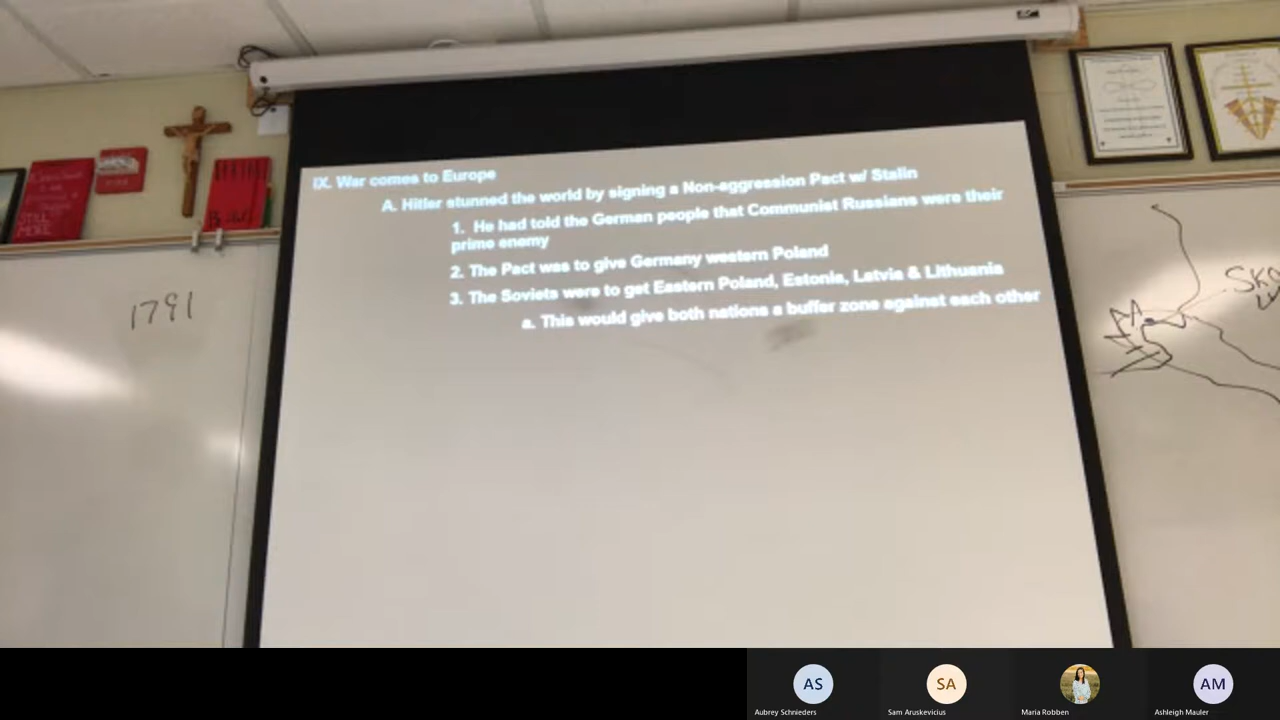 IX. War comes to Europe
A. Hitler stunned the world by signing a Non-aggression Pact w/ Stalin
1. He had told the German people that Communist Russians were their
prime enemy
2. The Pact was to give Germany western Poland
3. The Soviets were to get Eastern Poland, Estonia, Latvia & Lithuania
a. This would give both nations a buffer zone against each other
1791
STILL
HERE
AS
SA
AM
Aubrey Schnieders
Sam Aruskevicius
Maria Robben
Ashleigh Mauler